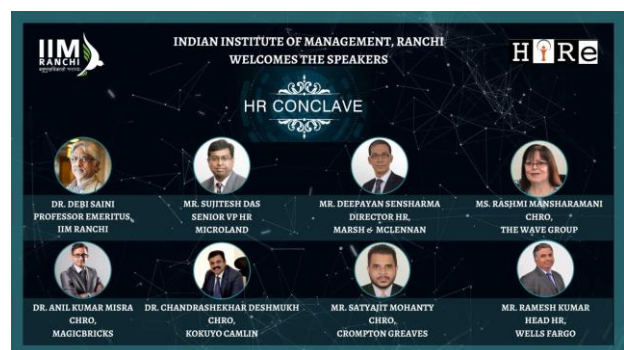 IIM
RANCHI
INDIAN INSTITUTE OF MANAGEMENT, RANCHI
WELCOMES THE SPEAKERS
HIRe
HR CONCLAVE
DR. DEBI SAINI
PROFESSOR EMERITUS,
IIM RANCHI
MR. SUJITESH DAS
SENIOR VP HR
MICROLAND
MR. DEEPAYAN SENSHARMA
DIRECTOR HR,
MARSH & MCLENNAN
MS. RASHMI MANSHARAMANI
CHRO,
THE WAVE GROUP
DR. ANIL KUMAR MISRA
CHRO,
MAGICBRICKS
DR. CHANDRASHEKHAR DESHMUKH
CHRO,
KOKUYO CAMLIN
MR. SATYAJIT MOHANTY
CHRO,
CROMPTON GREAVES
MR. RAMESH KUMAR
HEAD HR,
WELLS FARGO